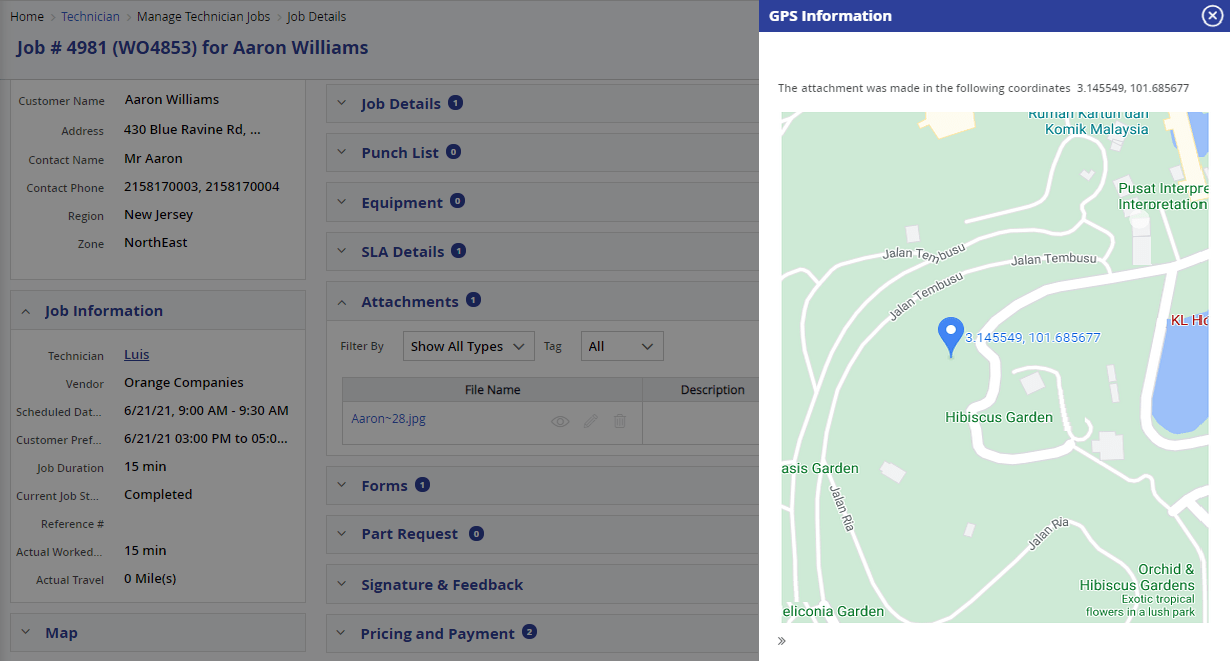 Home > Technician > Manage Technician Jobs > Job Details
Job # 4981 (WO4853) for Aaron Williams
Customer Name Aaron Williams
Address 430 Blue Ravine Rd, ...
Contact Name Mr Aaron
Contact Phone 2158170003, 2158170004
Region New Jersey
Zone NorthEast
Job Information
Technician Luis
Vendor Orange Companies
Scheduled Dat... 6/21/21, 9:00 AM - 9:30 AM
Customer Pref... 6/21/21 03:00 PM to 05:0...
Job Duration 15 min
Current Job St... Completed
Reference #
Actual Worked... 15 min
Actual Travel 0 Mile(s)
Map
Job Details 1
Punch List 0
Equipment 0
SLA Details 1
Attachments 1
Filter By Show All Types Tag All
File Name Description
Aaron~28.jpg
Forms 1
Part Request 0
Signature & Feedback
Pricing and Payment 2
GPS Information
The attachment was made in the following coordinates 3.145549, 101.685677
Rumah Kartun dan
Komik Malaysia
Pusat Interpre
Interpretation
Jalan Tembusu
Jalan Tembusu
Jalan Tembusu
KL Ho
3.145549, 101.685677
Hibiscus Garden
asis Garden
Jalan Ria
Jalan Ria
Orchid &
Hibiscus Gardens
Exotic tropical
flowers in a lush park
eliconia Garden
»